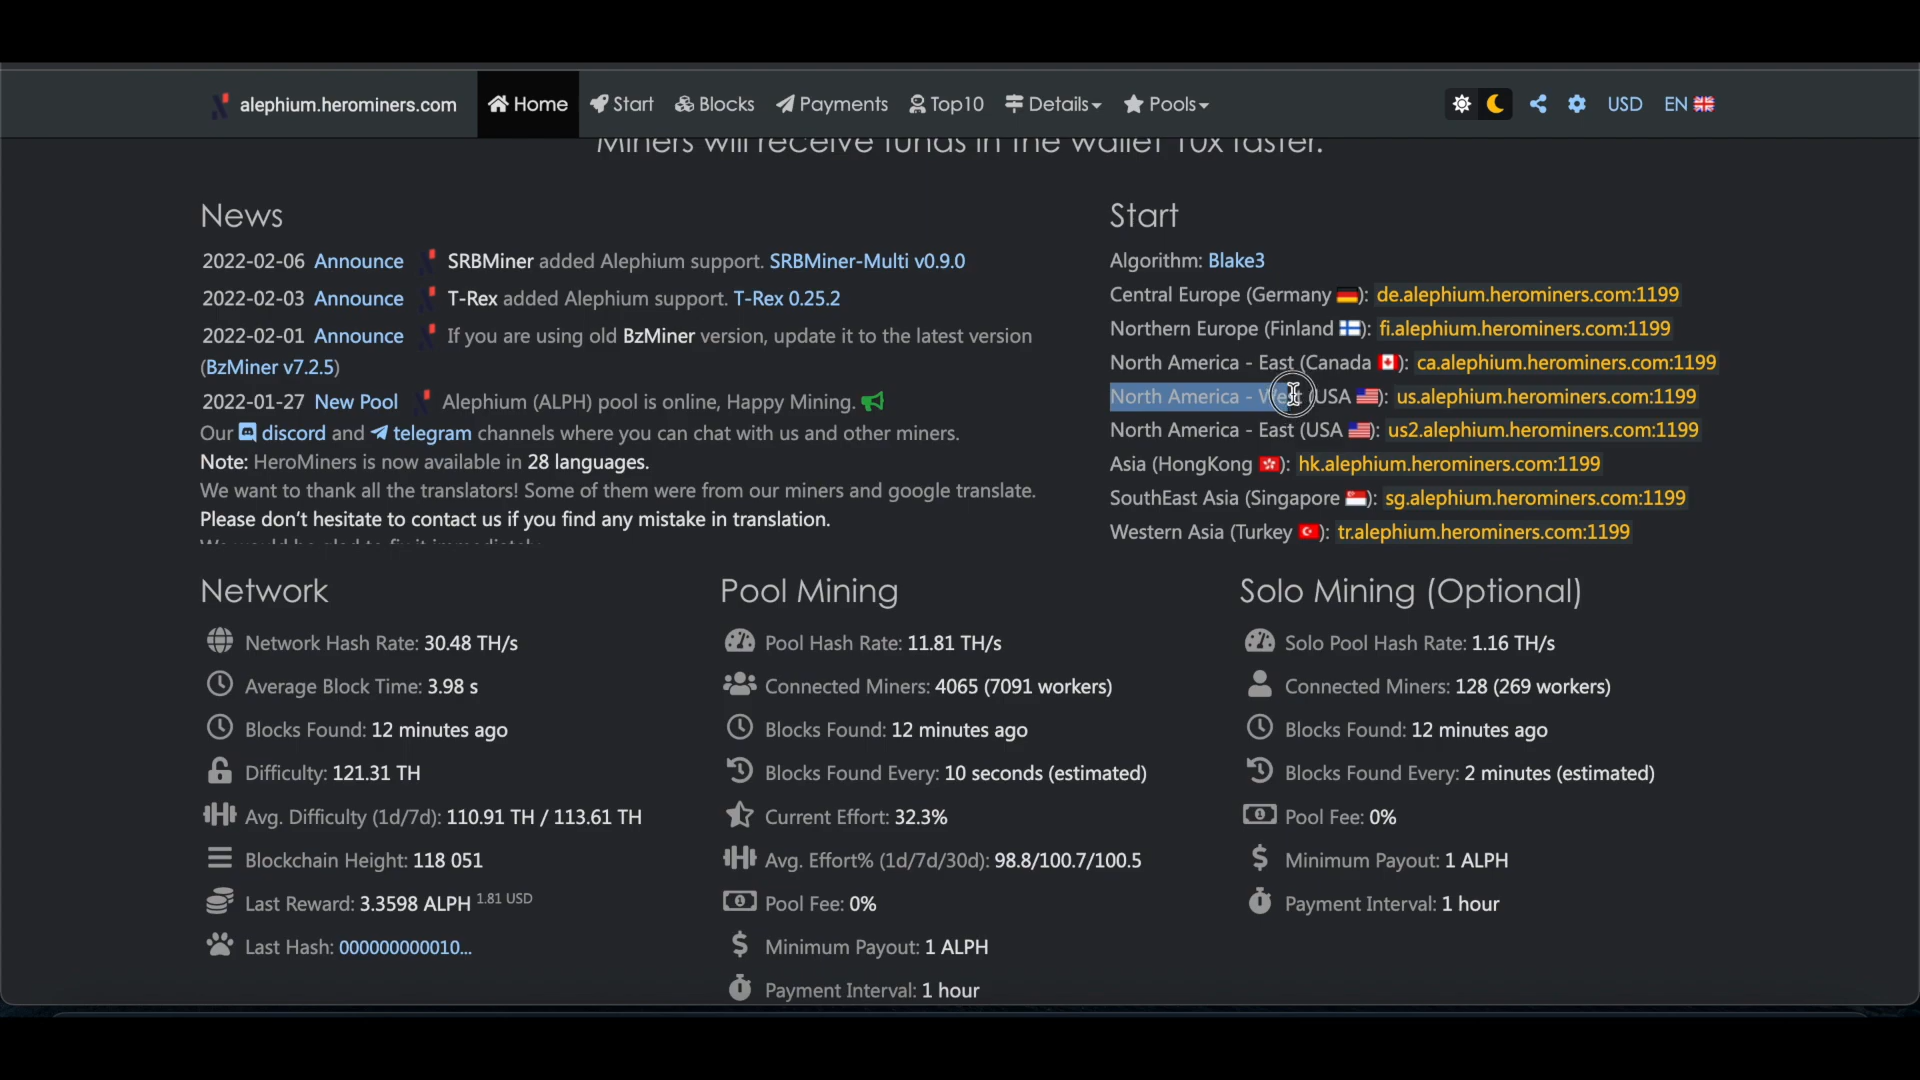 alephium.herominers.com Home Start Blocks Payments Top10 Details Pools USD EN
Miners will receive funds in the wallet 10x faster.
News
2022-02-06 Announce SRBMiner added Alephium support. SRBMiner-Multi v0.9.0
2022-02-03 Announce T-Rex added Alephium support. T-Rex 0.25.2
2022-02-01 Announce If you are using old BzMiner version, update it to the latest version
(BzMiner v7.2.5)
2022-01-27 New Pool Alephium (ALPH) pool is online, Happy Mining.
Our discord and telegram channels where you can chat with us and other miners.
Note: HeroMiners is now available in 28 languages.
We want to thank all the translators! Some of them were from our miners and google translate.
Please don't hesitate to contact us if you find any mistake in translation.
We would be glad to fix it immediately.
Start
Algorithm: Blake3
Central Europe (Germany): de.alephium.herominers.com:1199
Northern Europe (Finland): fi.alephium.herominers.com:1199
North America - East (Canada): ca.alephium.herominers.com:1199
North America - West (USA): us.alephium.herominers.com:1199
North America - East (USA): us2.alephium.herominers.com:1199
Asia (HongKong): hk.alephium.herominers.com:1199
SouthEast Asia (Singapore): sg.alephium.herominers.com:1199
Western Asia (Turkey): tr.alephium.herominers.com:1199
Network
Network Hash Rate: 30.48 TH/s
Average Block Time: 3.98 s
Blocks Found: 12 minutes ago
Difficulty: 121.31 TH
Avg. Difficulty (1d/7d): 110.91 TH / 113.61 TH
Blockchain Height: 118 051
Last Reward: 3.3598 ALPH 1.81 USD
Last Hash: 000000000010...
Pool Mining
Pool Hash Rate: 11.81 TH/s
Connected Miners: 4065 (7091 workers)
Blocks Found: 12 minutes ago
Blocks Found Every: 10 seconds (estimated)
Current Effort: 32.3%
Avg. Effort% (1d/7d/30d): 98.8/100.7/100.5
Pool Fee: 0%
Minimum Payout: 1 ALPH
Payment Interval: 1 hour
Solo Mining (Optional)
Solo Pool Hash Rate: 1.16 TH/s
Connected Miners: 128 (269 workers)
Blocks Found: 12 minutes ago
Blocks Found Every: 2 minutes (estimated)
Pool Fee: 0%
Minimum Payout: 1 ALPH
Payment Interval: 1 hour